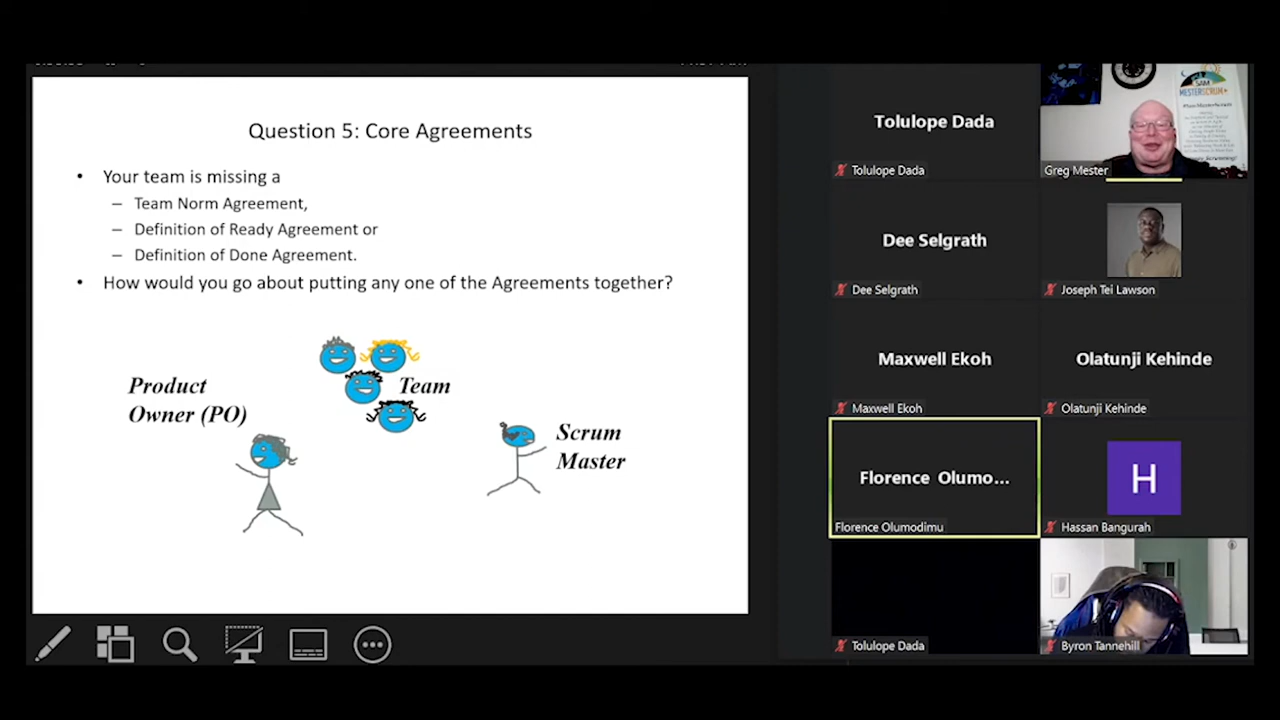 Question 5: Core Agreements
• Your team is missing a
– Team Norm Agreement,
– Definition of Ready Agreement or
– Definition of Done Agreement.
• How would you go about putting any one of the Agreements together?
Product
Owner (PO)
Team
Scrum
Master
Tolulope Dada
Tolulope Dada
SAM
MESTERSCRUM
Greg Mester
Dee Selgrath
Dee Selgrath
Joseph Tei Lawson
Maxwell Ekoh
Maxwell Ekoh
Olatunji Kehinde
Olatunji Kehinde
Florence Olumo...
Florence Olumodimu
H
Hassan Bangurah
Tolulope Dada
Byron Tannehill